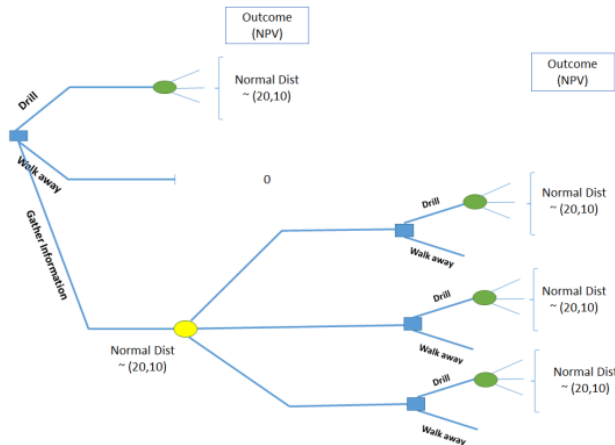 Outcome
(NPV)
Drill
Normal Dist
~ (20,10)
Walk away
0
Gather Information
Normal Dist
~ (20,10)
Outcome
(NPV)
Drill
Walk away
Normal Dist
~ (20,10)
Drill
Walk away
Normal Dist
~ (20,10)
Drill
Walk away
Normal Dist
~ (20,10)